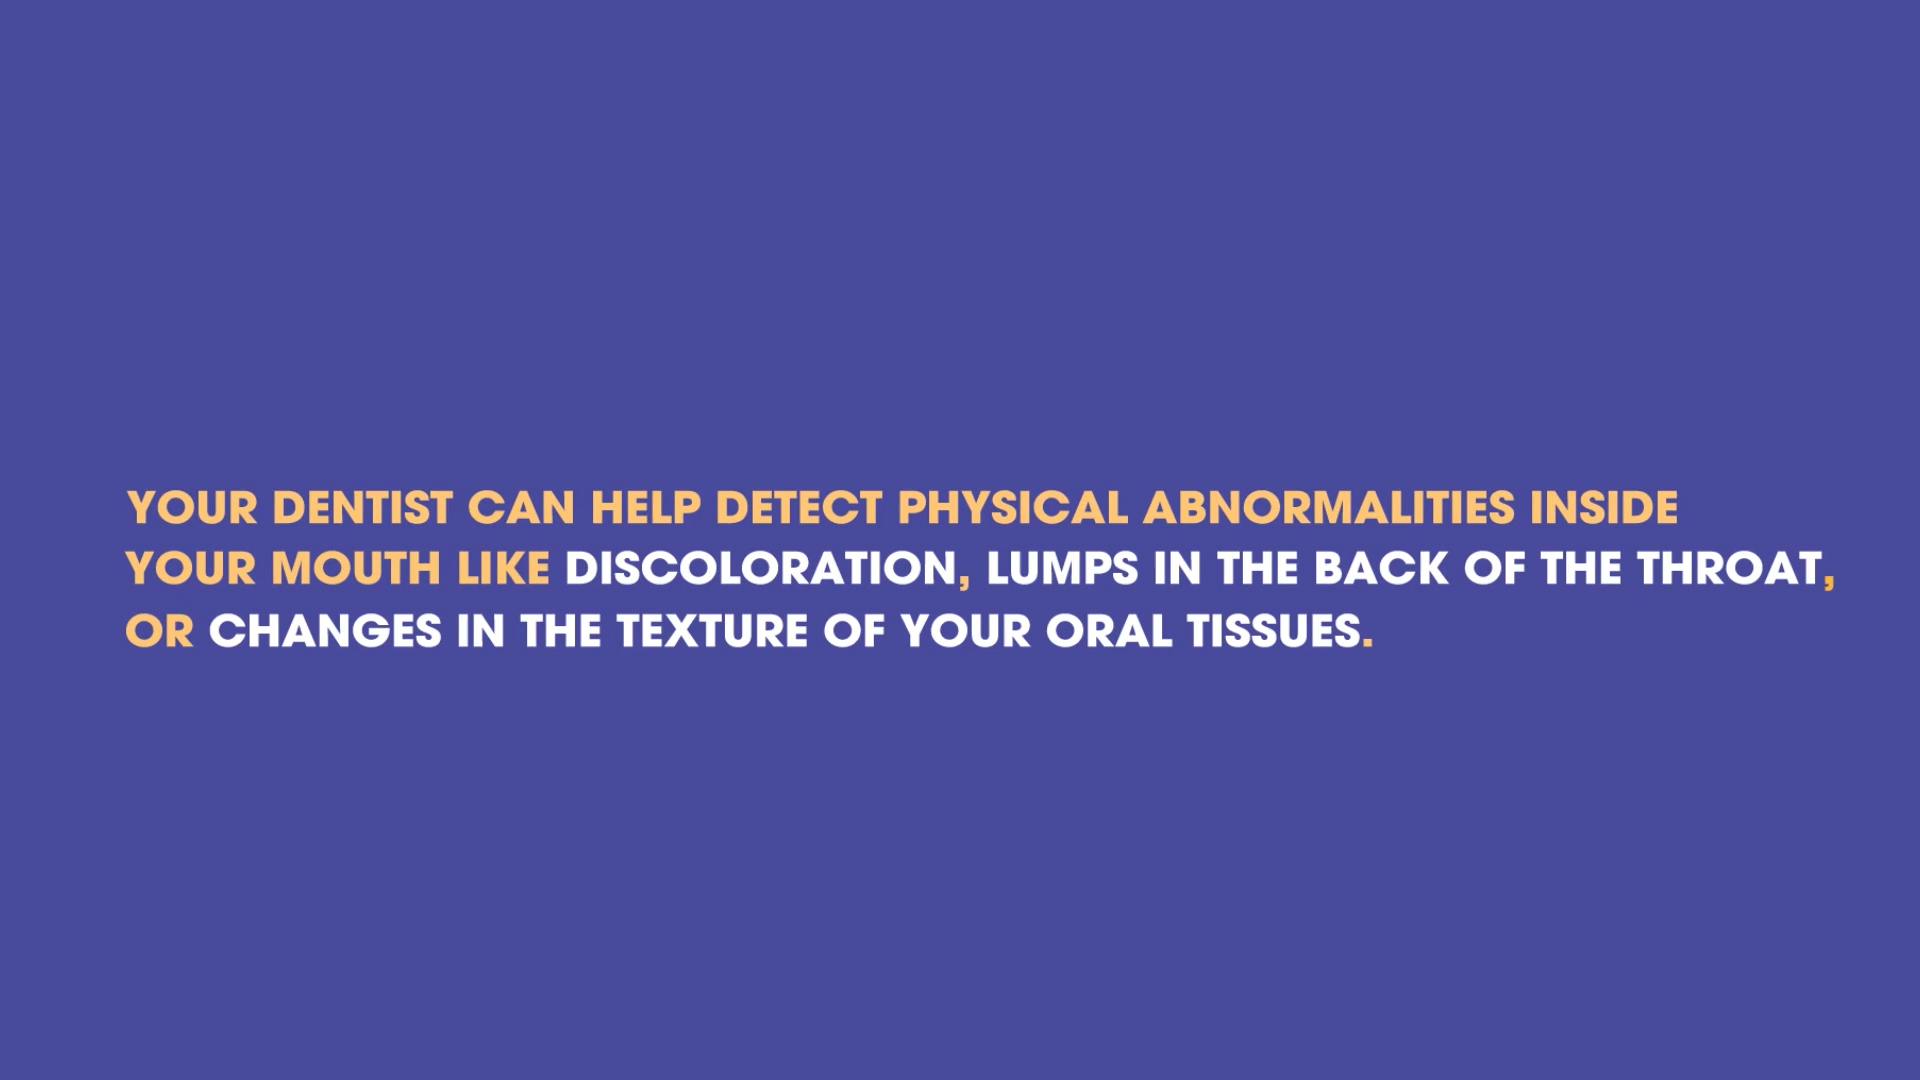 YOUR DENTIST CAN HELP DETECT PHYSICAL ABNORMALITIES INSIDE
YOUR MOUTH LIKE DISCOLORATION, LUMPS IN THE BACK OF THE THROAT,
OR CHANGES IN THE TEXTURE OF YOUR ORAL TISSUES.